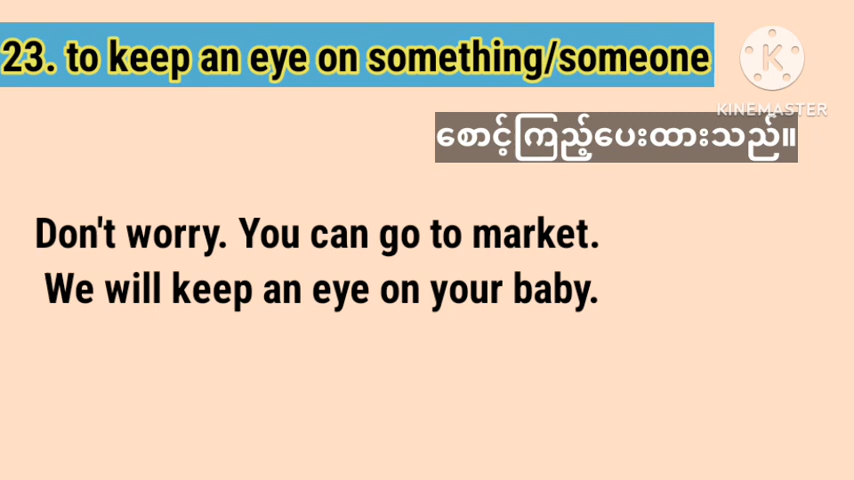 23. to keep an eye on something/someone
KINEMASTER
စောင့်ကြည့်ပေးထားသည်။
Don't worry. You can go to market.
We will keep an eye on your baby.